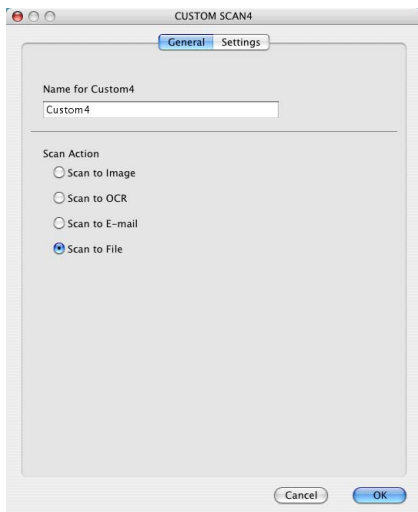 CUSTOM SCAN4
General Settings
Name for Custom4
Custom4
Scan Action
Scan to Image
Scan to OCR
Scan to E-mail
Scan to File
Cancel OK